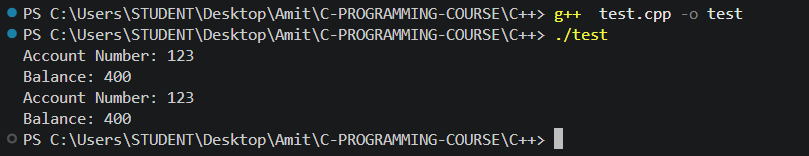 PS C:\Users\STUDENT\Desktop\Amit\C-PROGRAMMING-COURSE\C++> g++  test.cpp -o test
PS C:\Users\STUDENT\Desktop\Amit\C-PROGRAMMING-COURSE\C++> ./test
Account Number: 123
Balance: 400
Account Number: 123
Balance: 400
PS C:\Users\STUDENT\Desktop\Amit\C-PROGRAMMING-COURSE\C++>